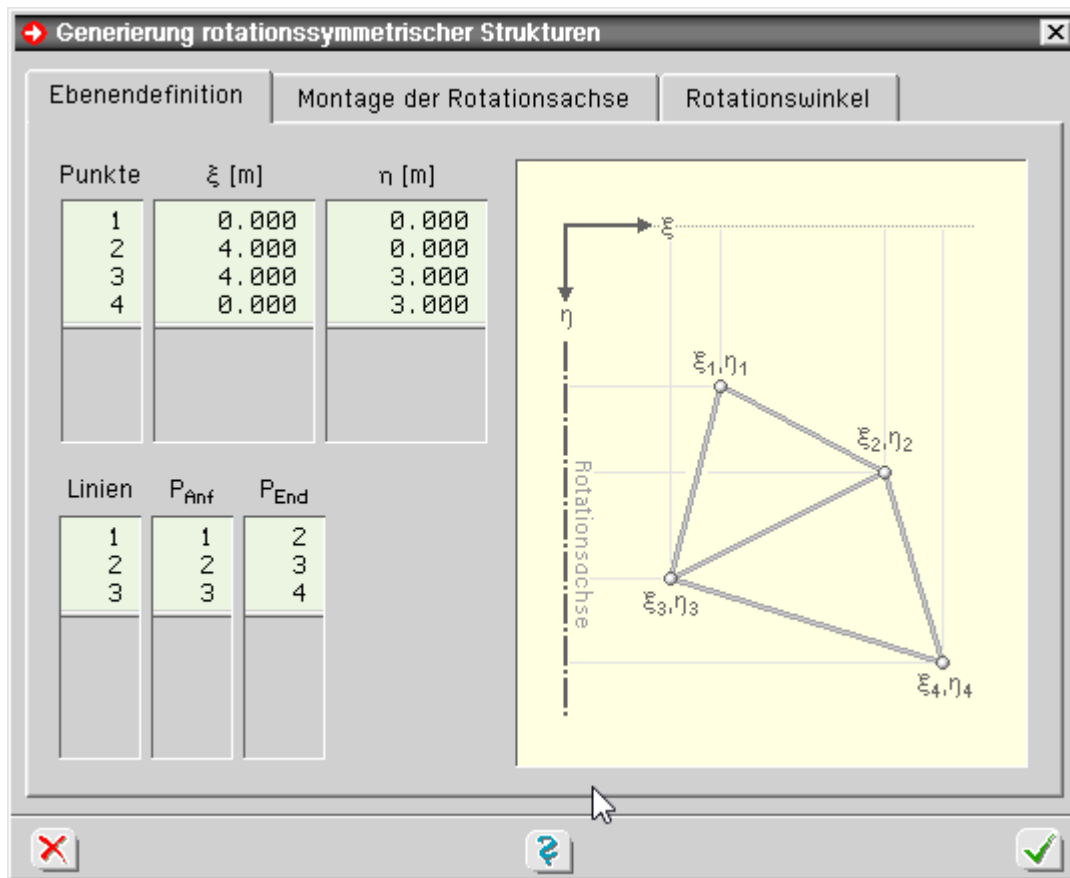 Generierung rotationssymmetrischer Strukturen
Ebenendefinition Montage der Rotationsachse Rotationswinkel
Punkte ξ [m] η [m]
1 0.000 0.000
2 4.000 0.000
3 4.000 3.000
4 0.000 3.000
Linien PAnf PEnd
1 1 2
2 2 3
3 3 4
ξ
η
ξ1,η1
ξ2,η2
Rotationsachse
ξ3,η3
ξ4,η4